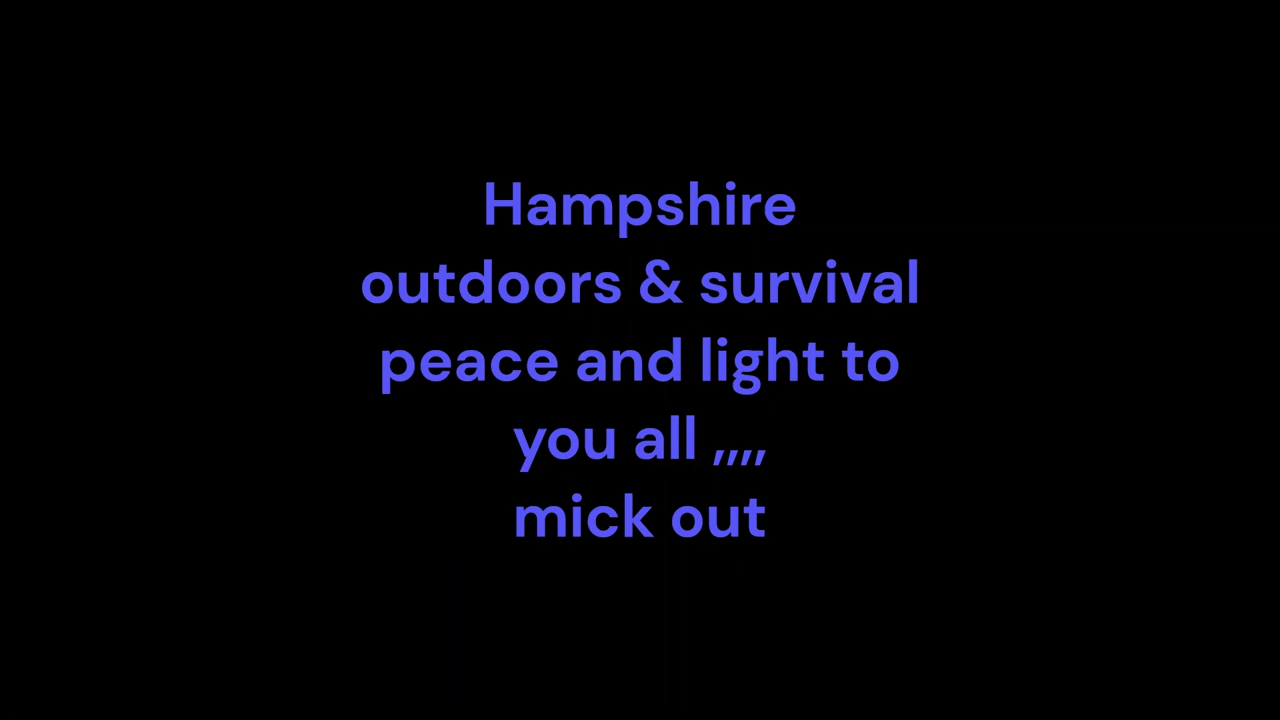 Hampshire
outdoors & survival
peace and light to
you all ,,,,
mick out